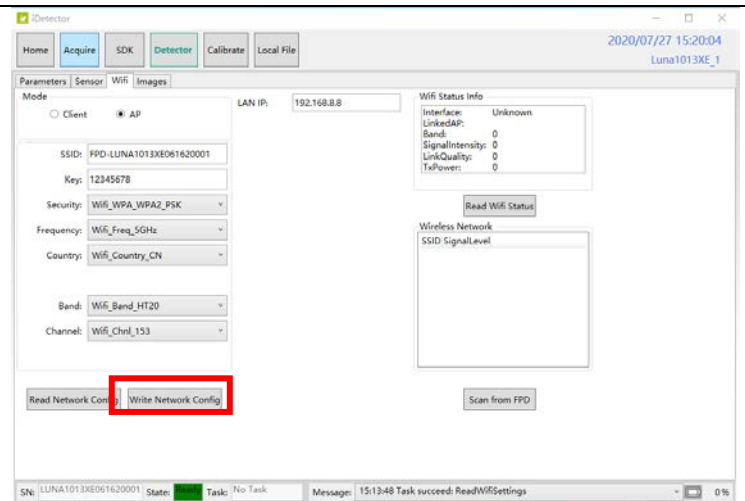 iDetector
Home Acquire SDK Detector Calibrate Local File
2020/07/27 15:20:04
Luna1013XE_1
Parameters Sensor Wifi Images
Mode
Client AP
LAN IP: 192.168.8.8
SSID: FPD-LUNA1013XE061620001
Key: 12345678
Security: Wifi_WPA_WPA2_PSK
Frequency: Wifi_Freq_5GHz
Country: Wifi_Country_CN
Band: Wifi_Band_HT20
Channel: Wifi_Chnl_153
Read Network Config Write Network Config
Wifi Status Info
Interface: Unknown
LinkedAP:
Band: 0
SignalIntensity: 0
LinkQuality: 0
TxPower: 0
Read Wifi Status
Wireless Network
SSID SignalLevel
Scan from FPD
SN: LUNA1013XE061620001 State: Ready Task: No Task Message: 15:13:48 Task succeed: ReadWifiSettings 0%